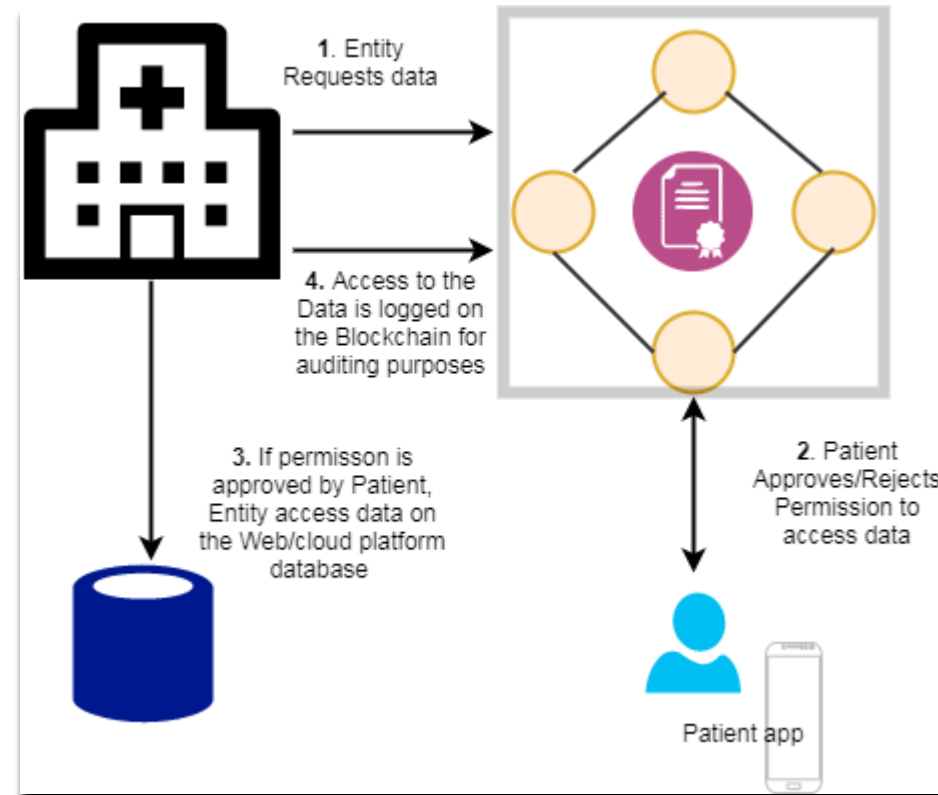 1. Entity
Requests data
4. Access to the
Data is logged on
the Blockchain for
auditing purposes
3. If permisson is
approved by Patient,
Entity access data on
the Web/cloud platform
database
2. Patient
Approves/Rejects
Permission to
access data
Patient app